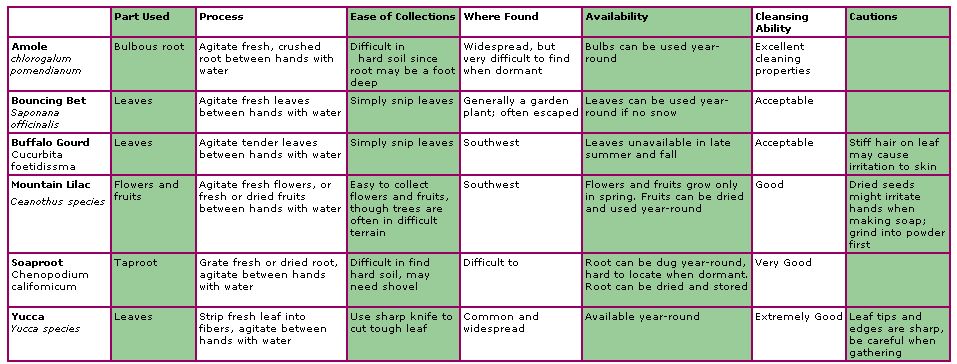 Part Used
Process
Ease of Collections
Where Found
Availability
Cleansing
Ability
Cautions
Amole
chlorogalum
pomendianum
Bulbous root
Agitate fresh, crushed
root between hands with
water
Difficult in
hard soil since
root may be a foot
deep
Widespread, but
very difficult to find
when dormant
Bulbs can be used year-
round
Excellent
cleaning
properties
Bouncing Bet
Saponana
officinalis
Leaves
Agitate fresh leaves
between hands with water
Simply snip leaves
Generally a garden
plant; often escaped
Leaves can be used year-
round if no snow
Acceptable
Buffalo Gourd
Cucurbita
foetidissma
Leaves
Agitate tender leaves
between hands with water
Simply snip leaves
Southwest
Leaves unavailable in late
summer and fall
Acceptable
Stiff hair on leaf
may cause
irritation to skin
Mountain Lilac
Ceanothus species
Flowers and
fruits
Agitate fresh flowers, or
fresh or dried fruits
between hands with water
Easy to collect
flowers and fruits,
though trees are
often in difficult
terrain
Southwest
Flowers and fruits grow only
in spring. Fruits can be dried
and used year-round
Good
Dried seeds
might irritate
hands when
making soap;
grind into powder
first
Soaproot
Chenopodium
califomicum
Taproot
Grate fresh or dried root,
agitate between hands
with water
Difficult in find
hard soil, may
need shovel
Difficult to
Root can be dug year-round,
hard to locate when dormant.
Root can be dried and stored
Very Good
Yucca
Yucca species
Leaves
Strip fresh leaf into
fibers, agitate between
hands with water
Use sharp knife to
cut tough leaf
Common and
widespread
Available year-round
Extremely Good
Leaf tips and
edges are sharp,
be careful when
gathering